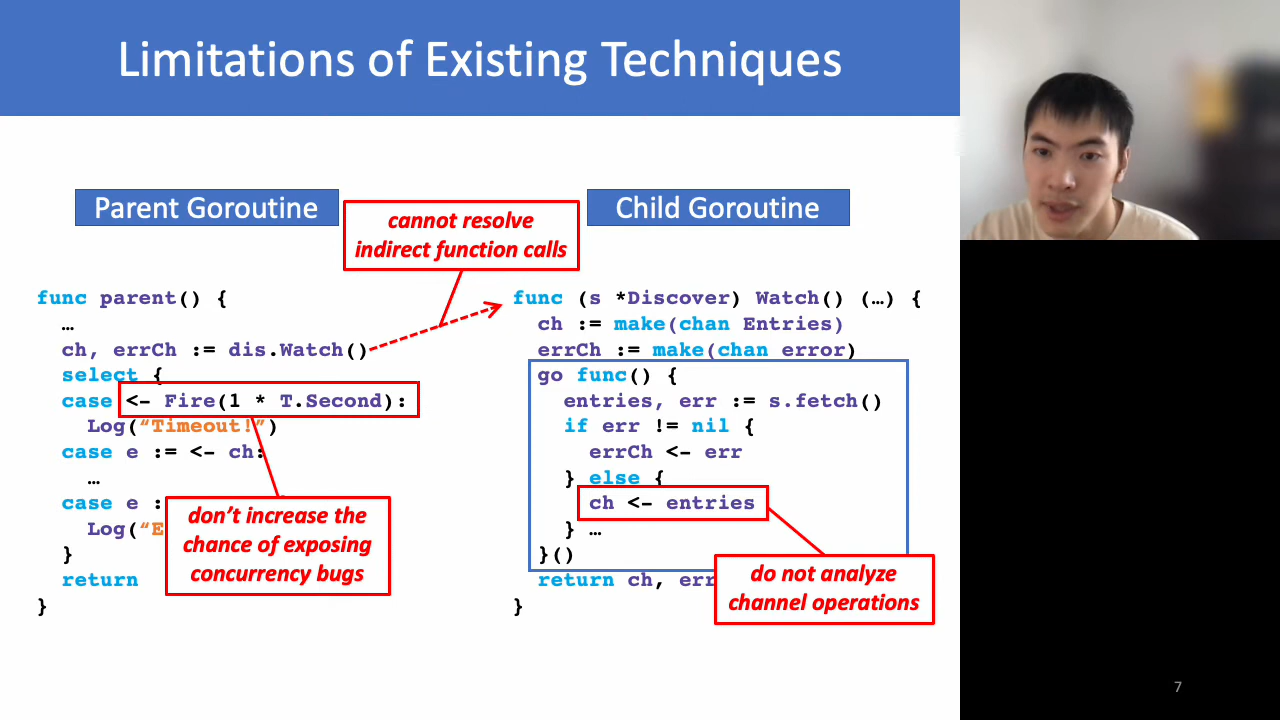 Limitations of Existing Techniques
Parent Goroutine
cannot resolve
indirect function calls
Child Goroutine
func parent() {
…
ch, errCh := dis.Watch()
select {
case <- Fire(1 * T.Second):
Log(“Timeout!”)
case e := <- ch:
…
case e :
Log(“E
}
return
}
don’t increase the
chance of exposing
concurrency bugs
func (s *Discover) Watch() (…) {
ch := make(chan Entries)
errCh := make(chan error)
go func() {
entries, err := s.fetch()
if err != nil {
errCh <- err
} else {
ch <- entries
} …
}()
return ch, err
}
do not analyze
channel operations
7